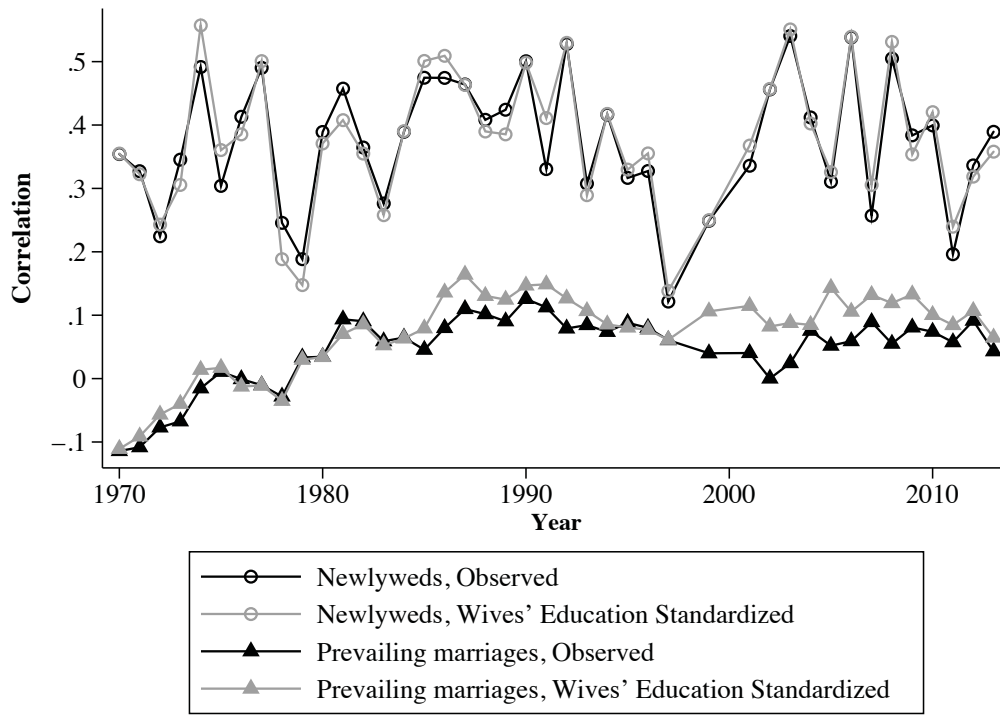 .5
.4
.3
.2
.1
0
–.1
Correlation
1970 1980 1990 2000 2010
Year
Newlyweds, Observed
Newlyweds, Wives’ Education Standardized
Prevailing marriages, Observed
Prevailing marriages, Wives’ Education Standardized